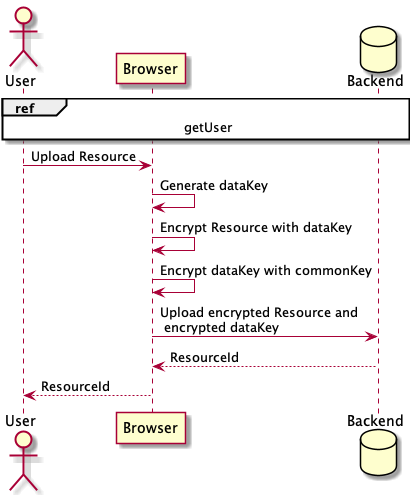 User
Browser
Backend
ref
getUser
Upload Resource
Generate dataKey
Encrypt Resource with dataKey
Encrypt dataKey with commonKey
Upload encrypted Resource and
encrypted dataKey
ResourceId
ResourceId
User
Browser
Backend